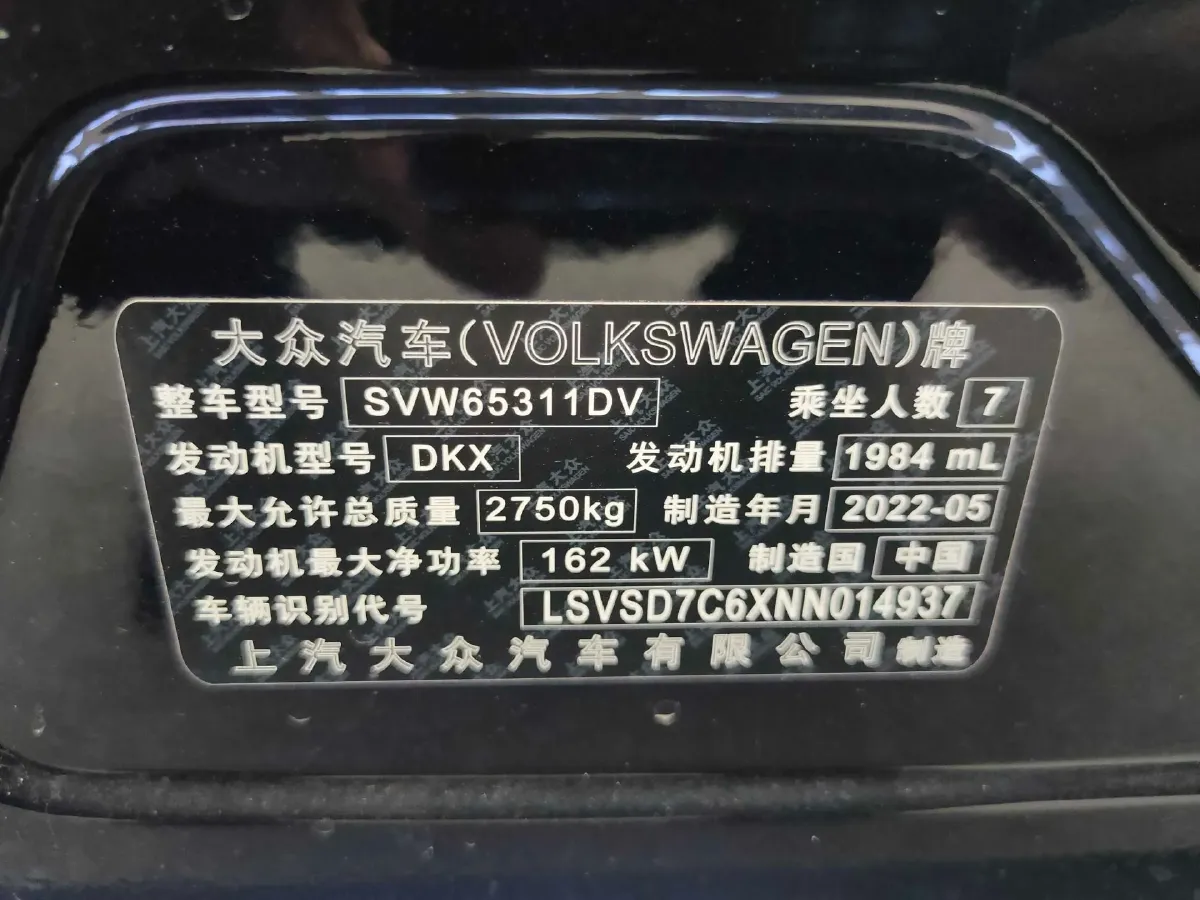 大众汽车(VOLKSWAGEN)牌
整车型号 SVW65311DV 乘坐人数 7
发动机型号 DKX 发动机排量 1984 mL
最大允许总质量 2750kg 制造年月 2022-05
发动机最大净功率 162 kW 制造国 中国
车辆识别代号 LSVSD7C6XNN014937
上汽大众汽车有限公司 制造